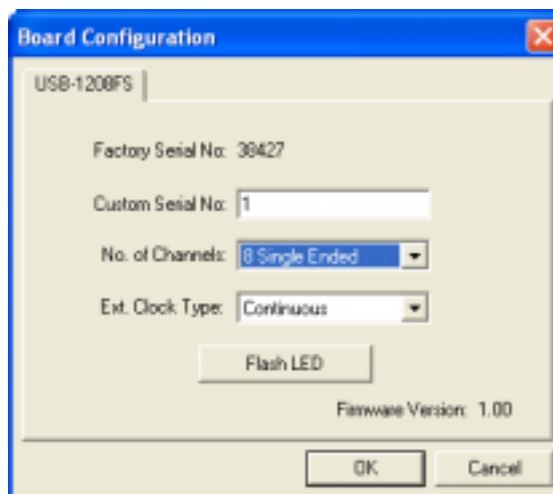 Board Configuration
USB-1208FS
Factory Serial No: 38427
Custom Serial No: 1
No. of Channels: 8 Single Ended
Ext. Clock Type: Continuous
Flash LED
Firmware Version: 1.00
OK Cancel